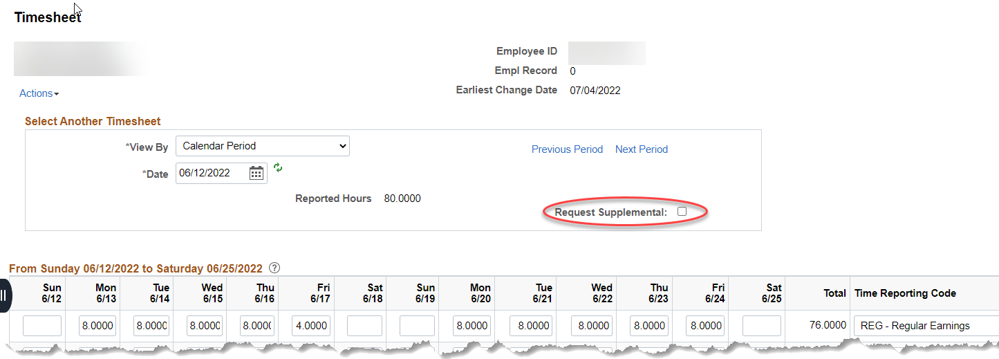 Timesheet
Employee ID
Empl Record 0
Actions
Earliest Change Date 07/04/2022
Select Another Timesheet
*View By Calendar Period
Previous Period Next Period
*Date 06/12/2022
Reported Hours 80.0000
Request Supplemental:
From Sunday 06/12/2022 to Saturday 06/25/2022 ?
Sun Mon Tue Wed Thu Fri Sat Sun Mon Tue Wed Thu Fri Sat
6/12 6/13 6/14 6/15 6/16 6/17 6/18 6/19 6/20 6/21 6/22 6/23 6/24 6/25 Total Time Reporting Code
8.0000 8.0000 8.0000 8.0000 4.0000 8.0000 8.0000 8.0000 8.0000 8.0000 76.0000 REG - Regular Earnings